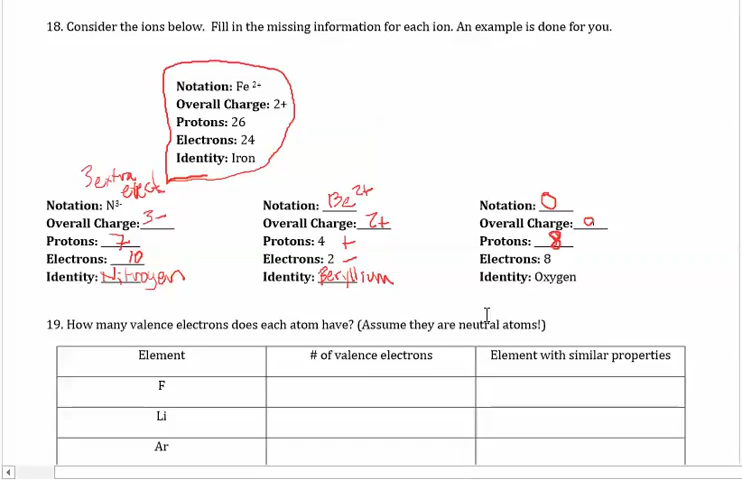 18. Consider the ions below. Fill in the missing information for each ion. An example is done for you.
Notation: Fe 2+
Overall Charge: 2+
Protons: 26
Electrons: 24
Identity: Iron
3 extra
elect
Notation: N3-
Overall Charge: 3-
Protons: 7
Electrons: 10
Identity: Nitrogen
Notation: Be2+
Overall Charge: 2+
Protons: 4 +
Electrons: 2 -
Identity: Beryllium
Notation: O
Overall Charge: 0
Protons: 8
Electrons: 8
Identity: Oxygen
19. How many valence electrons does each atom have? (Assume they are neutral atoms!)
Element # of valence electrons Element with similar properties
F
Li
Ar